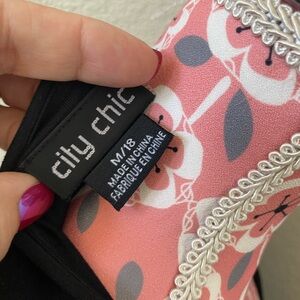 city chic
M/18
MADE IN CHINA
FABRIQUÉ EN CHINE